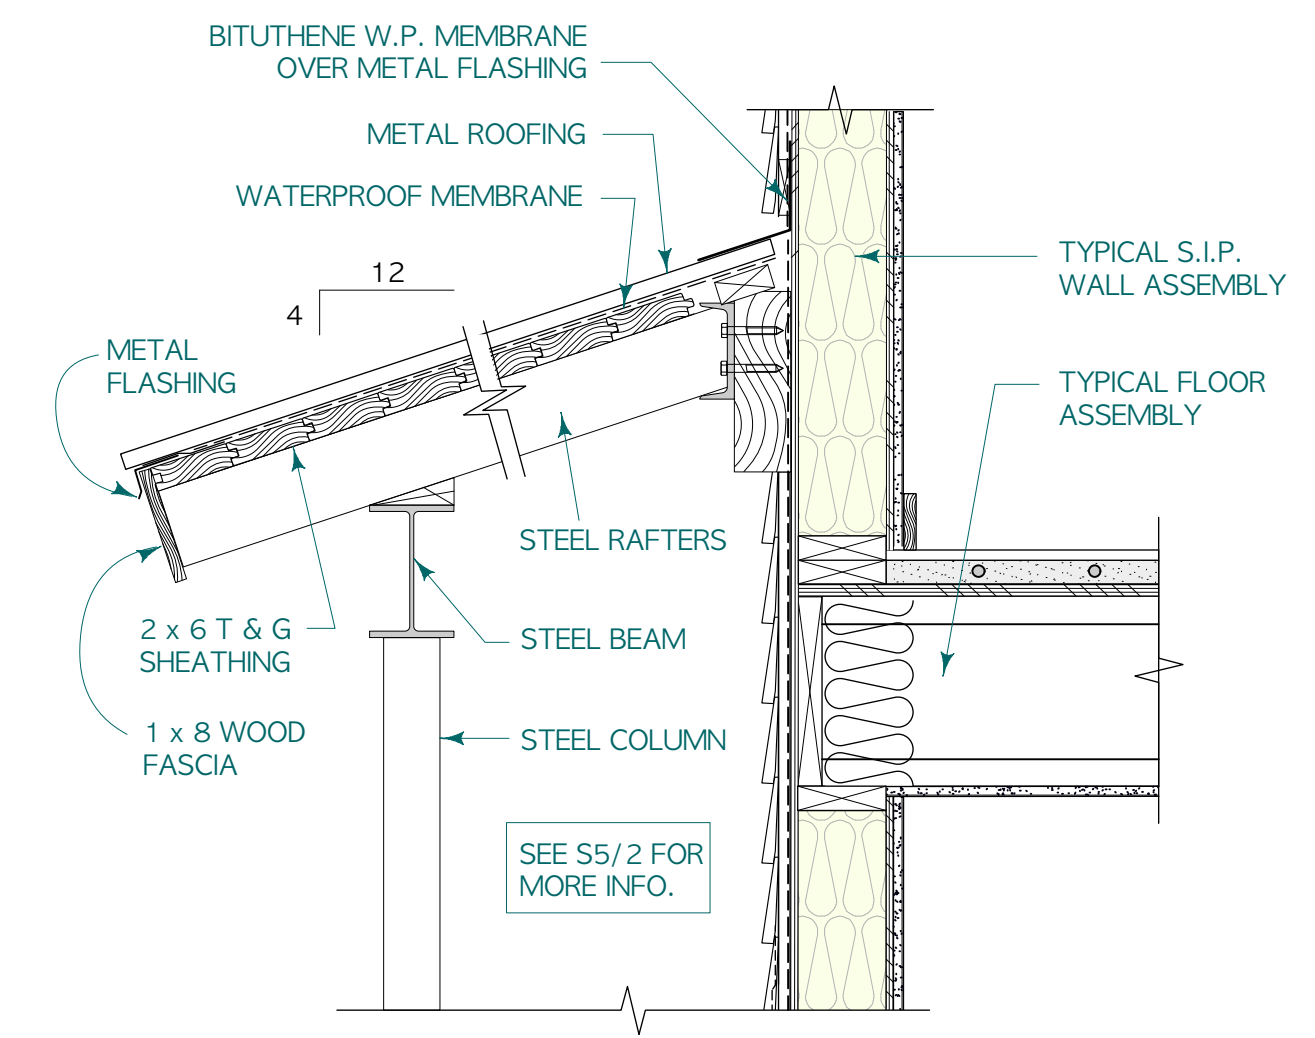 BITUTHENE W.P. MEMBRANE
OVER METAL FLASHING
METAL ROOFING
WATERPROOF MEMBRANE
12
4
METAL
FLASHING
TYPICAL S.I.P.
WALL ASSEMBLY
TYPICAL FLOOR
ASSEMBLY
STEEL RAFTERS
2 x 6 T & G
SHEATHING
STEEL BEAM
1 x 8 WOOD
FASCIA
STEEL COLUMN
SEE S5/2 FOR
MORE INFO.